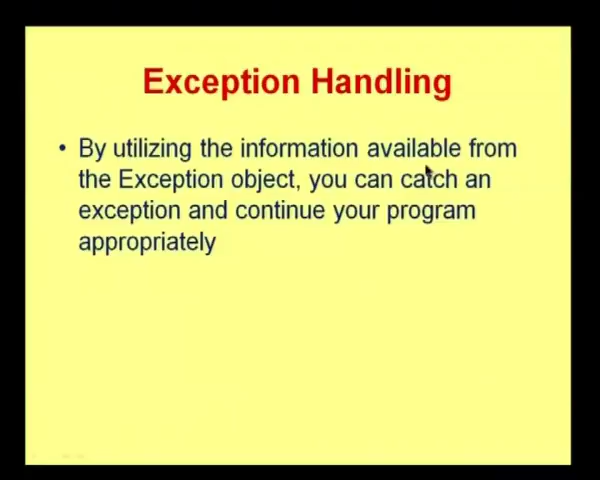 Exception Handling
• By utilizing the information available from
the Exception object, you can catch an
exception and continue your program
appropriately